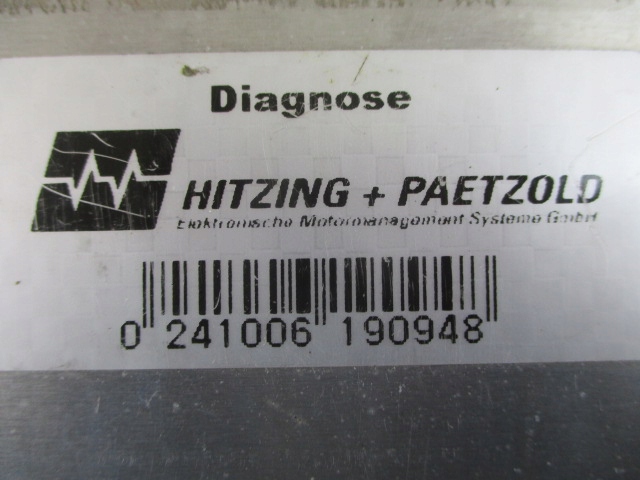 Diagnose
HITZING + PAETZOLD
Elektronische Motormanagement Systeme GmbH
0 241006 190948